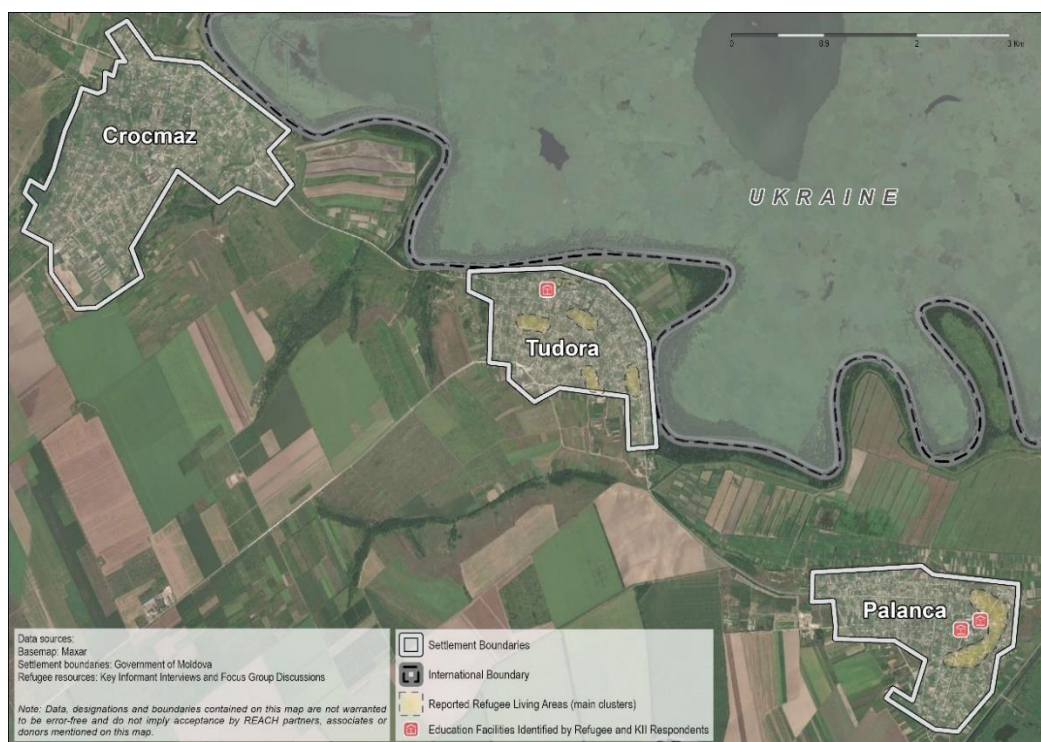 0 0.9 2 3 Km
Crocmaz
UKRAINE
Tudora
Palanca
Data sources:
Basemap: Maxar
Settlement boundaries: Government of Moldova
Refugee resources: Key Informant Interviews and Focus Group Discussions
Note: Data, designations and boundaries contained on this map are not warranted
to be error-free and do not imply acceptance by REACH partners, associates or
donors mentioned on this map.
Settlement Boundaries
International Boundary
Reported Refugee Living Areas (main clusters)
Education Facilities Identified by Refugee and KII Respondents